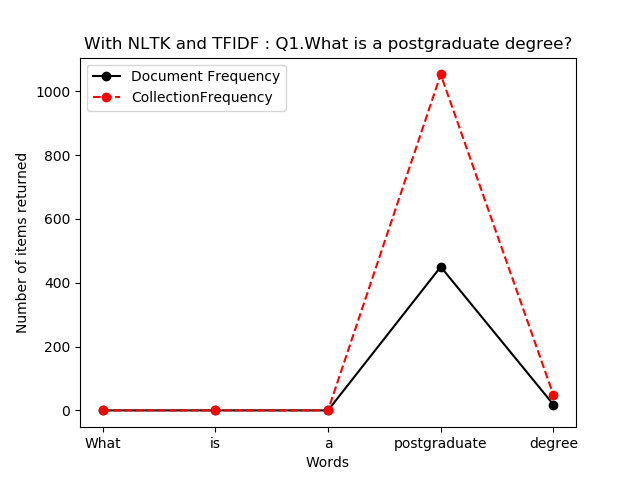 With NLTK and TFIDF : Q1.What is a postgraduate degree?
Document Frequency
CollectionFrequency
Number of items returned
1000
800
600
400
200
0
What is a postgraduate degree
Words